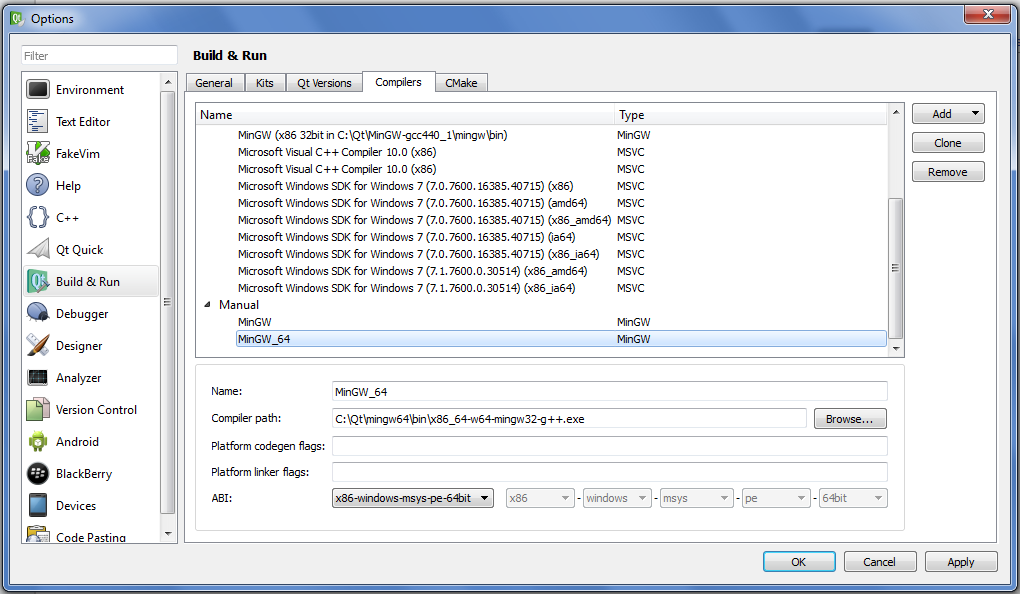 Options
Filter
Environment
Text Editor
FakeVim
Help
C++
Qt Quick
Build & Run
Debugger
Designer
Analyzer
Version Control
Android
BlackBerry
Devices
Code Pasting
Build & Run
General Kits Qt Versions Compilers CMake
Name Type
MinGW (x86 32bit in C:\Qt\MinGW-gcc440_1\mingw\bin) MinGW
Microsoft Visual C++ Compiler 10.0 (x86) MSVC
Microsoft Visual C++ Compiler 10.0 (x86) MSVC
Microsoft Windows SDK for Windows 7 (7.0.7600.16385.40715) (x86) MSVC
Microsoft Windows SDK for Windows 7 (7.0.7600.16385.40715) (amd64) MSVC
Microsoft Windows SDK for Windows 7 (7.0.7600.16385.40715) (x86_amd64) MSVC
Microsoft Windows SDK for Windows 7 (7.0.7600.16385.40715) (ia64) MSVC
Microsoft Windows SDK for Windows 7 (7.0.7600.16385.40715) (x86_ia64) MSVC
Microsoft Windows SDK for Windows 7 (7.1.7600.0.30514) (x86_amd64) MSVC
Microsoft Windows SDK for Windows 7 (7.1.7600.0.30514) (x86_ia64) MSVC
Manual
MinGW MinGW
MinGW_64 MinGW
Add
Clone
Remove
Name: MinGW_64
Compiler path: C:\Qt\mingw64\bin\x86_64-w64-mingw32-g++.exe Browse...
Platform codegen flags:
Platform linker flags:
ABI: x86-windows-msys-pe-64bit x86 - windows - msys - pe - 64bit
OK Cancel Apply